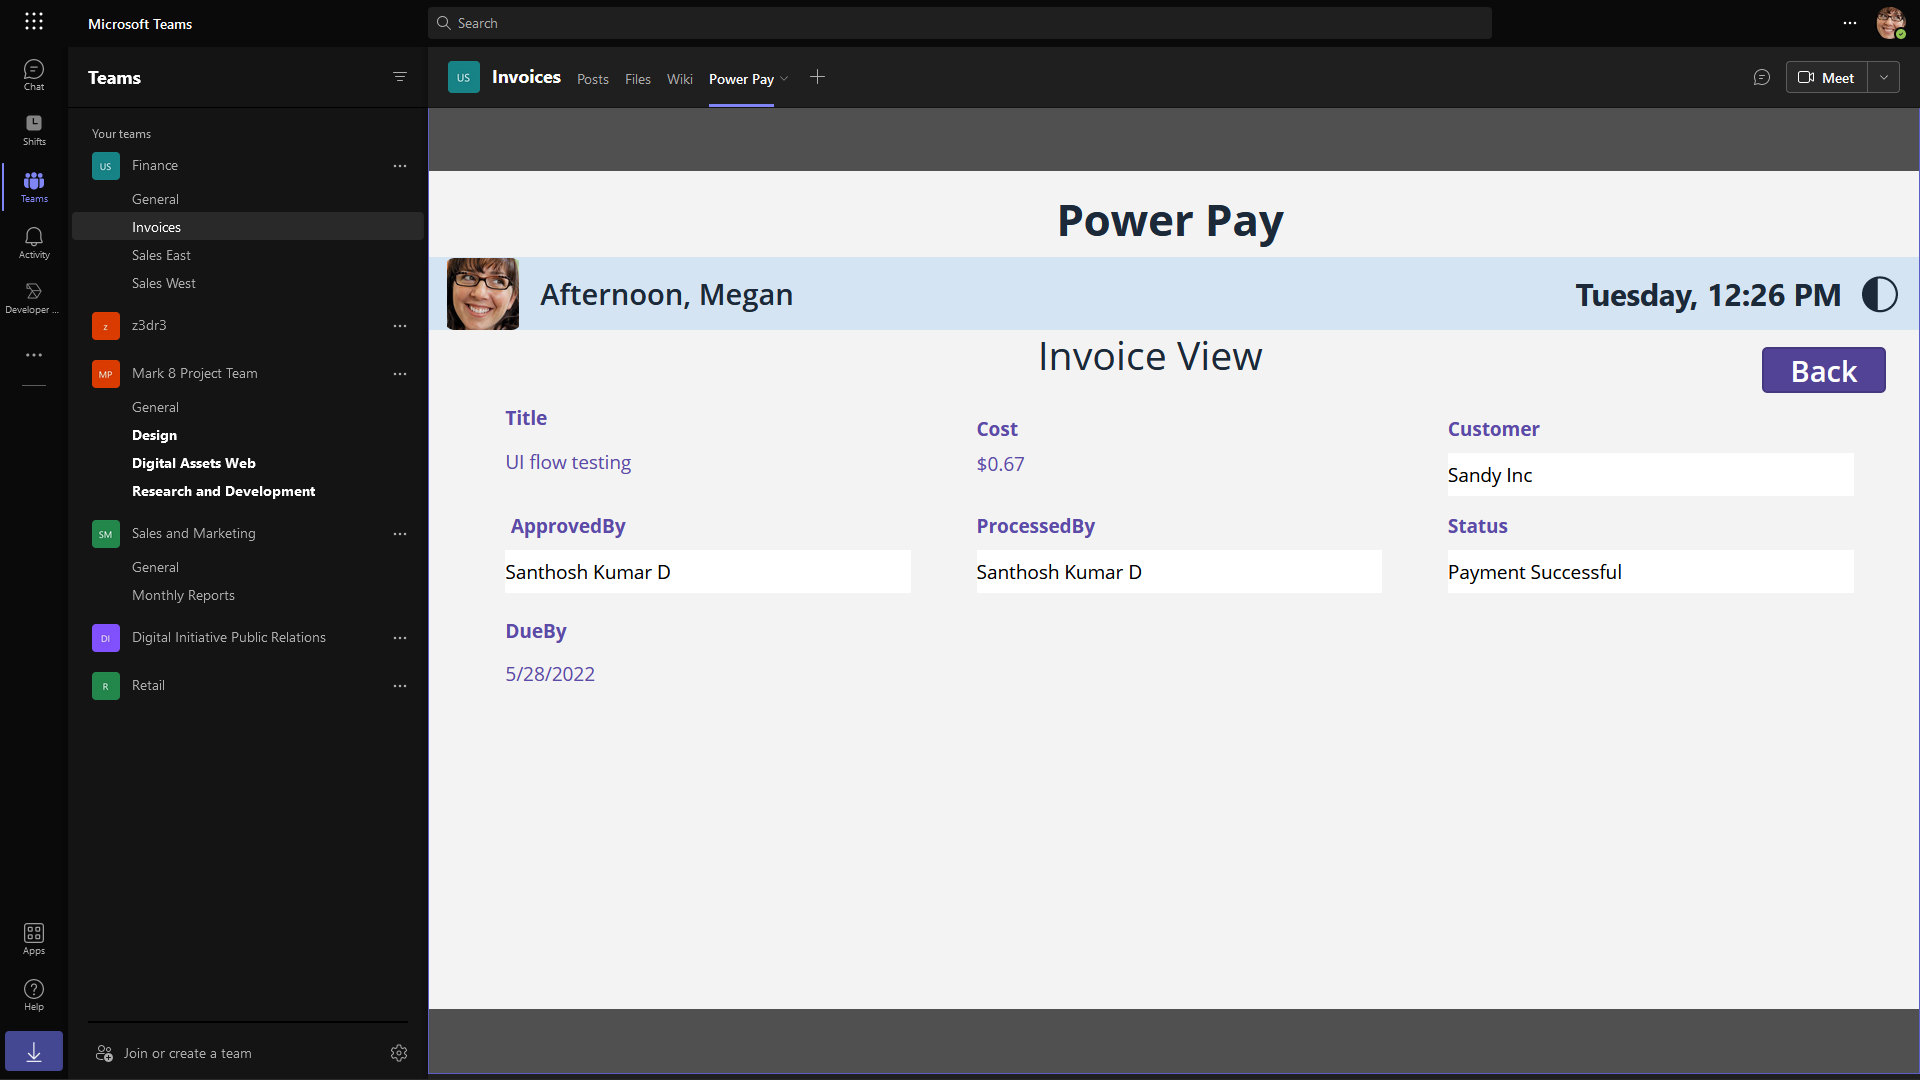 Microsoft Teams
Search
Chat
Shifts
Teams
Activity
Developer ...
Apps
Help
Teams
Your teams
US Finance
General
Invoices
Sales East
Sales West
z z3dr3
MP Mark 8 Project Team
General
Design
Digital Assets Web
Research and Development
SM Sales and Marketing
General
Monthly Reports
DI Digital Initiative Public Relations
R Retail
Join or create a team
US Invoices Posts Files Wiki Power Pay
Meet
Power Pay
Afternoon, Megan
Tuesday, 12:26 PM
Invoice View
Back
Title
UI flow testing
Cost
$0.67
Customer
Sandy Inc
ApprovedBy
Santhosh Kumar D
ProcessedBy
Santhosh Kumar D
Status
Payment Successful
DueBy
5/28/2022